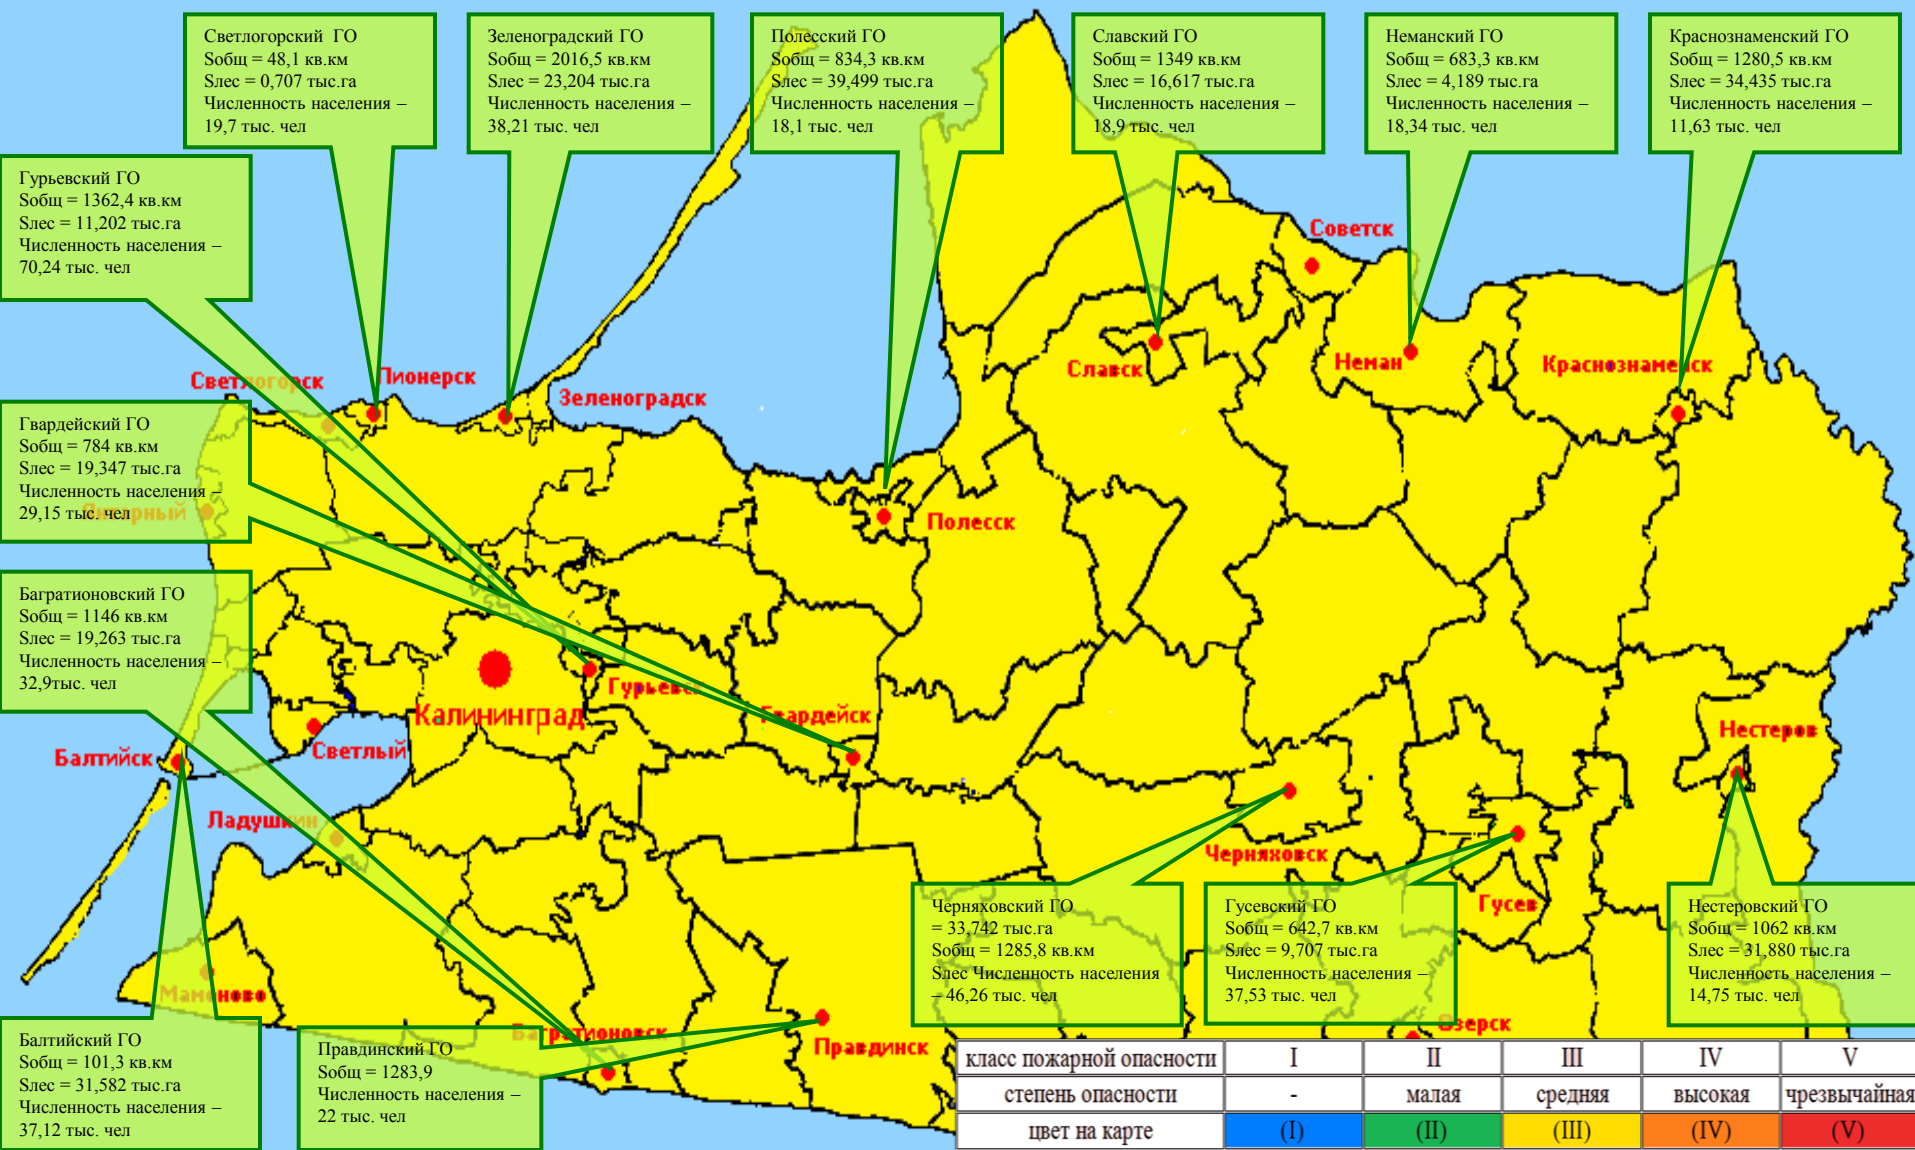 Светлогорский ГО
Sобщ = 48,1 кв.км
Sлес = 0,707 тыс.га
Численность населения –
19,7 тыс. чел
Зеленоградский ГО
Sобщ = 2016,5 кв.км
Sлес = 23,204 тыс.га
Численность населения –
38,21 тыс. чел
Полесский ГО
Sобщ = 834,3 кв.км
Sлес = 39,499 тыс.га
Численность населения –
18,1 тыс. чел
Славский ГО
Sобщ = 1349 кв.км
Sлес = 16,617 тыс.га
Численность населения –
18,9 тыс. чел
Неманский ГО
Sобщ = 683,3 кв.км
Sлес = 4,189 тыс.га
Численность населения –
18,34 тыс. чел
Краснознаменский ГО
Sобщ = 1280,5 кв.км
Sлес = 34,435 тыс.га
Численность населения –
11,63 тыс. чел
Гурьевский ГО
Sобщ = 1362,4 кв.км
Sлес = 11,202 тыс.га
Численность населения –
70,24 тыс. чел
Советск
Славск
Неман
Краснознаменск
Светлогорск
Пионерск
Зеленоградск
Гвардейский ГО
Sобщ = 784 кв.км
Sлес = 19,347 тыс.га
Численность населения –
29,15 тыс. чел
Янтарный
Полесск
Багратионовский ГО
Sобщ = 1146 кв.км
Sлес = 19,263 тыс.га
Численность населения –
32,9тыс. чел
Гурьевск
Калининград
Гвардейск
Нестеров
Балтийск
Светлый
Ладушкин
Черняховск
Гусев
Черняховский ГО
= 33,742 тыс.га
Sобщ = 1285,8 кв.км
Sлес Численность населения
– 46,26 тыс. чел
Гусевский ГО
Sобщ = 642,7 кв.км
Sлес = 9,707 тыс.га
Численность населения –
37,53 тыс. чел
Нестеровский ГО
Sобщ = 1062 кв.км
Sлес = 31,880 тыс.га
Численность населения –
14,75 тыс. чел
Мамоново
Багратионовск
Правдинск
Озерск
Балтийский ГО
Sобщ = 101,3 кв.км
Sлес = 31,582 тыс.га
Численность населения –
37,12 тыс. чел
Правдинский ГО
Sобщ = 1283,9
Численность населения –
22 тыс. чел
класс пожарной опасности I II III IV V
степень опасности - малая средняя высокая чрезвычайная
цвет на карте (I) (II) (III) (IV) (V)